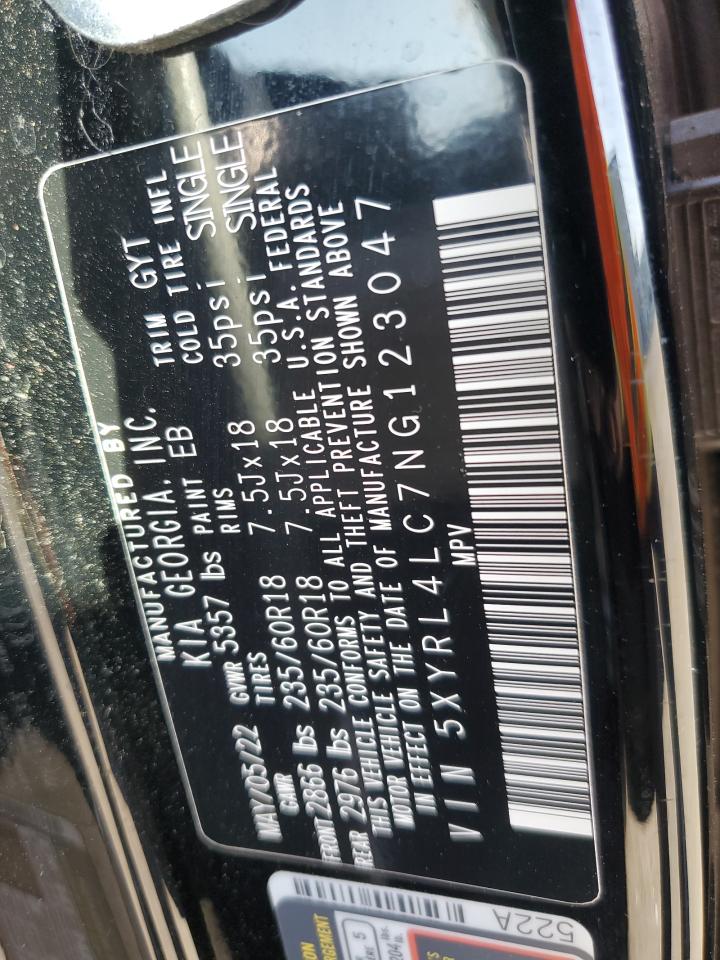 MANUFACTURED BY
KIA GEORGIA, INC.
MAY/05/22 GVWR 5357 lbs PAINT EB TRIM GYT
GAWR TIRES RIMS COLD TIRE INFL
FRONT 2866 lbs 235/60R18 7.5Jx18 35psi SINGLE
REAR 2976 lbs 235/60R18 7.5Jx18 35psi SINGLE
THIS VEHICLE CONFORMS TO ALL APPLICABLE U.S.A. FEDERAL
MOTOR VEHICLE SAFETY AND THEFT PREVENTION STANDARDS
IN EFFECT ON THE DATE OF MANUFACTURE SHOWN ABOVE
VIN 5XYRL4LC7NG123047
MPV
522A